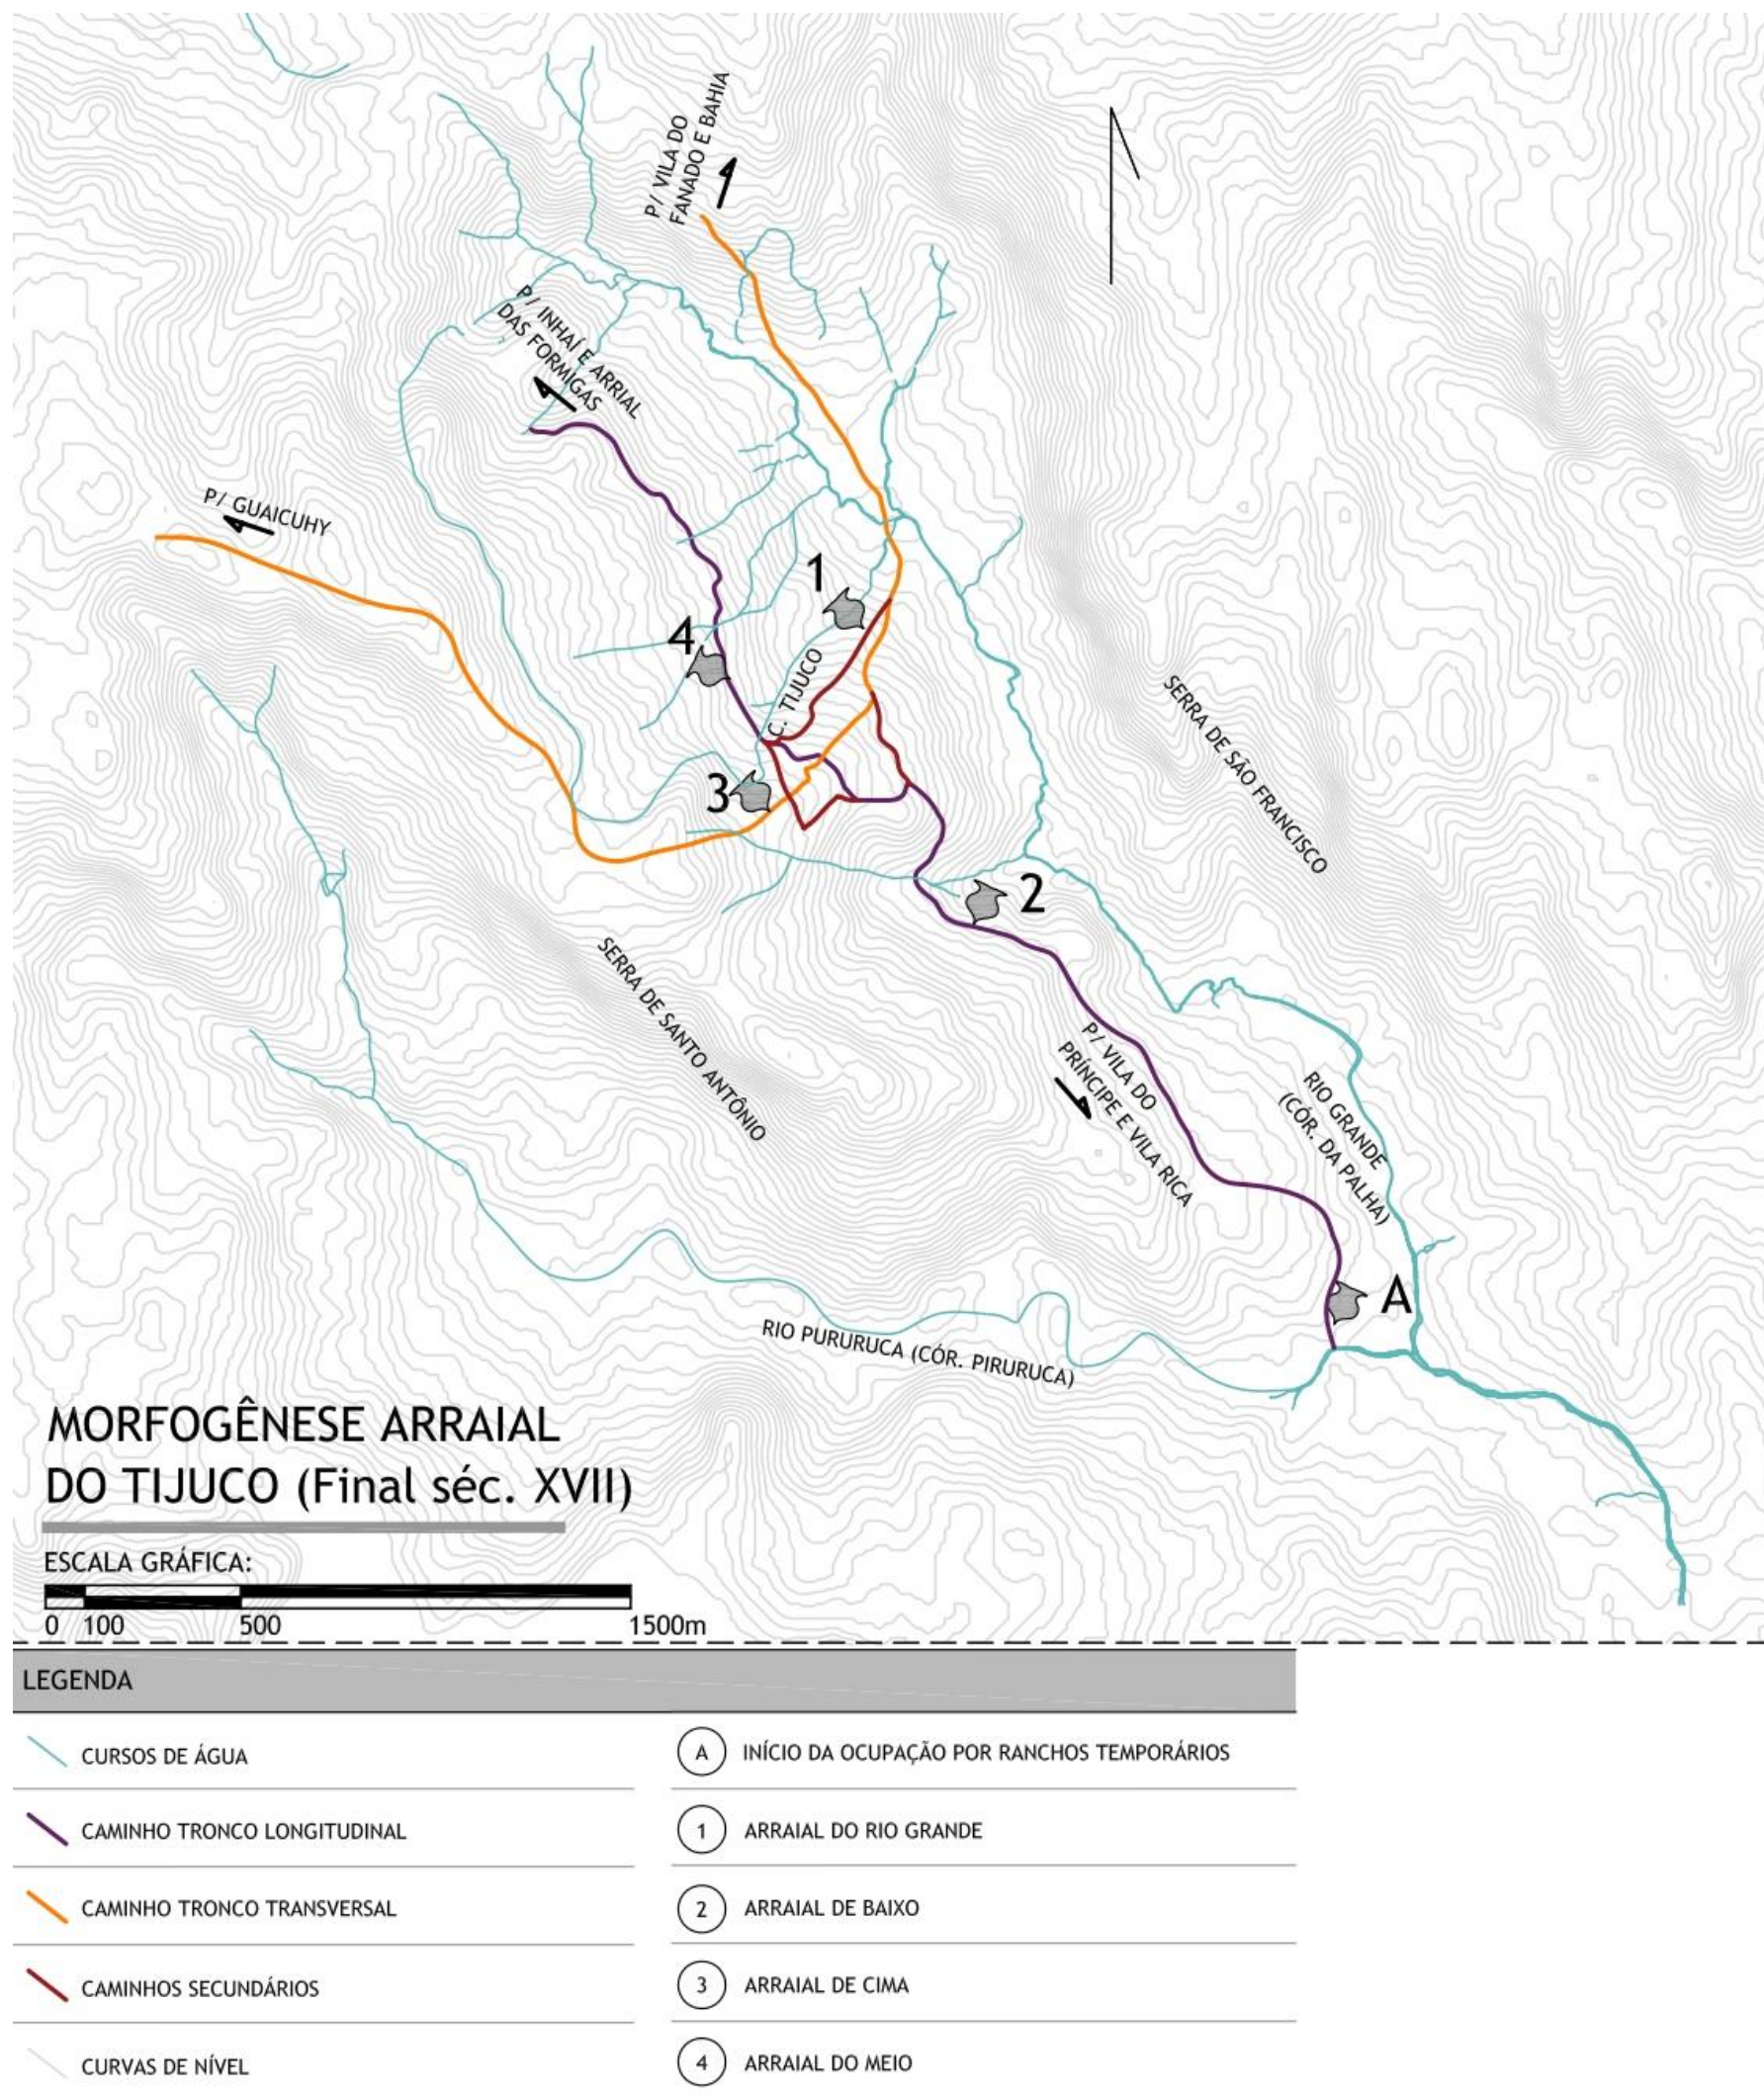 P/ VILA DO
FANADO E BAHIA
P/ INHAÍ E ARRIAL
DAS FORMIGAS
P/ GUAICUHY
1
4
C. TIJUCO
3
2
SERRA DE SÃO FRANCISCO
SERRA DE SANTO ANTÔNIO
P/ VILA DO
PRÍNCIPE E VILA RICA
RIO GRANDE
(CÓR. DA PALHA)
A
RIO PURURUCA (CÓR. PIRURUCA)
MORFOGÊNESE ARRAIAL
DO TIJUCO (Final séc. XVII)
ESCALA GRÁFICA:
0 100 500 1500m
LEGENDA
CURSOS DE ÁGUA
CAMINHO TRONCO LONGITUDINAL
CAMINHO TRONCO TRANSVERSAL
CAMINHOS SECUNDÁRIOS
CURVAS DE NÍVEL
A INÍCIO DA OCUPAÇÃO POR RANCHOS TEMPORÁRIOS
1 ARRAIAL DO RIO GRANDE
2 ARRAIAL DE BAIXO
3 ARRAIAL DE CIMA
4 ARRAIAL DO MEIO